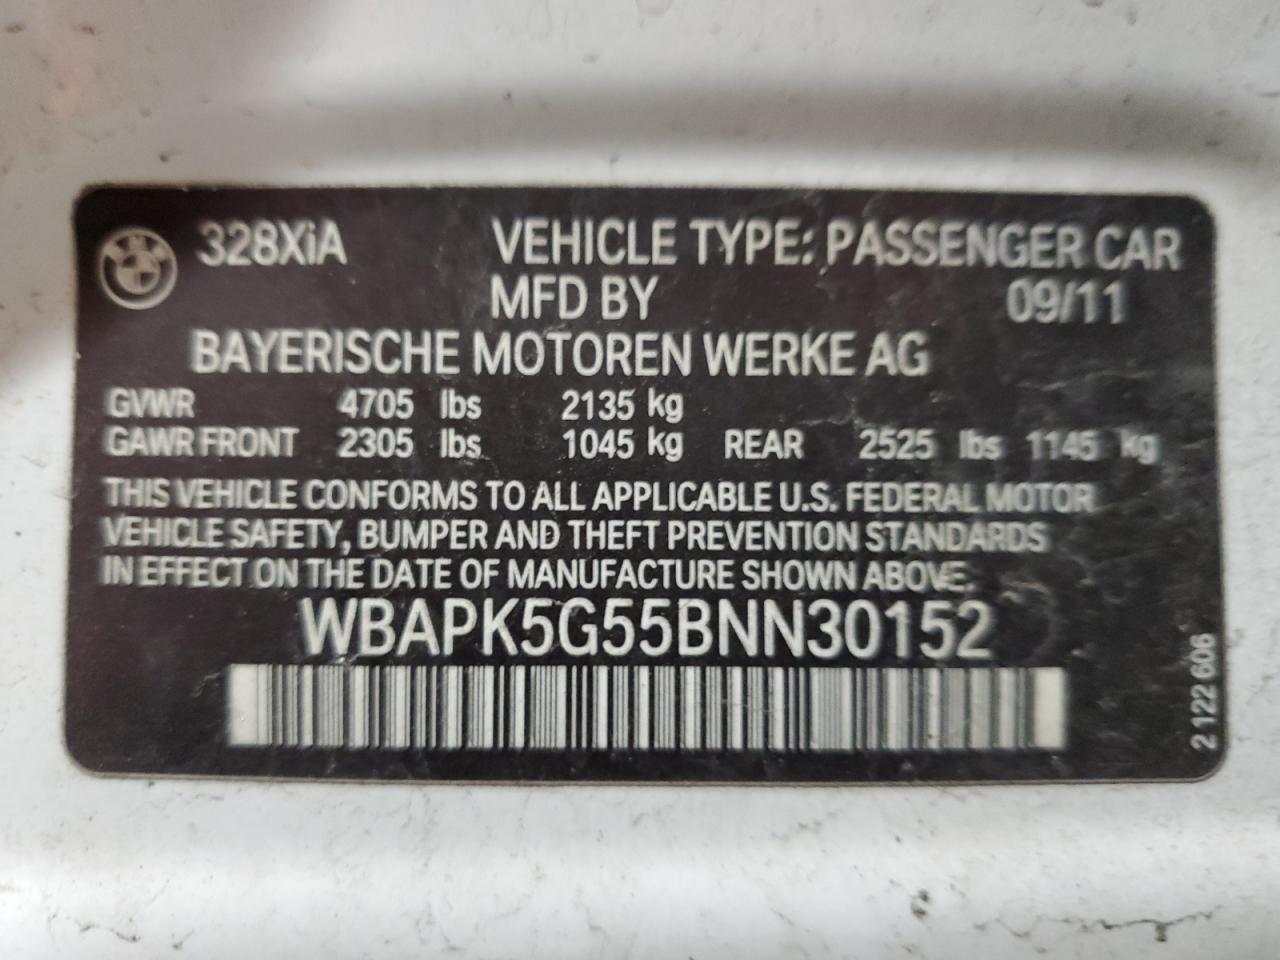 328XiA VEHICLE TYPE: PASSENGER CAR
MFD BY 09/11
BAYERISCHE MOTOREN WERKE AG
GVWR 4705 lbs 2135 kg
GAWR FRONT 2305 lbs 1045 kg REAR 2525 lbs 1145 kg
THIS VEHICLE CONFORMS TO ALL APPLICABLE U.S. FEDERAL MOTOR
VEHICLE SAFETY, BUMPER AND THEFT PREVENTION STANDARDS
IN EFFECT ON THE DATE OF MANUFACTURE SHOWN ABOVE.
WBAPK5G55BNN30152
2 122 606